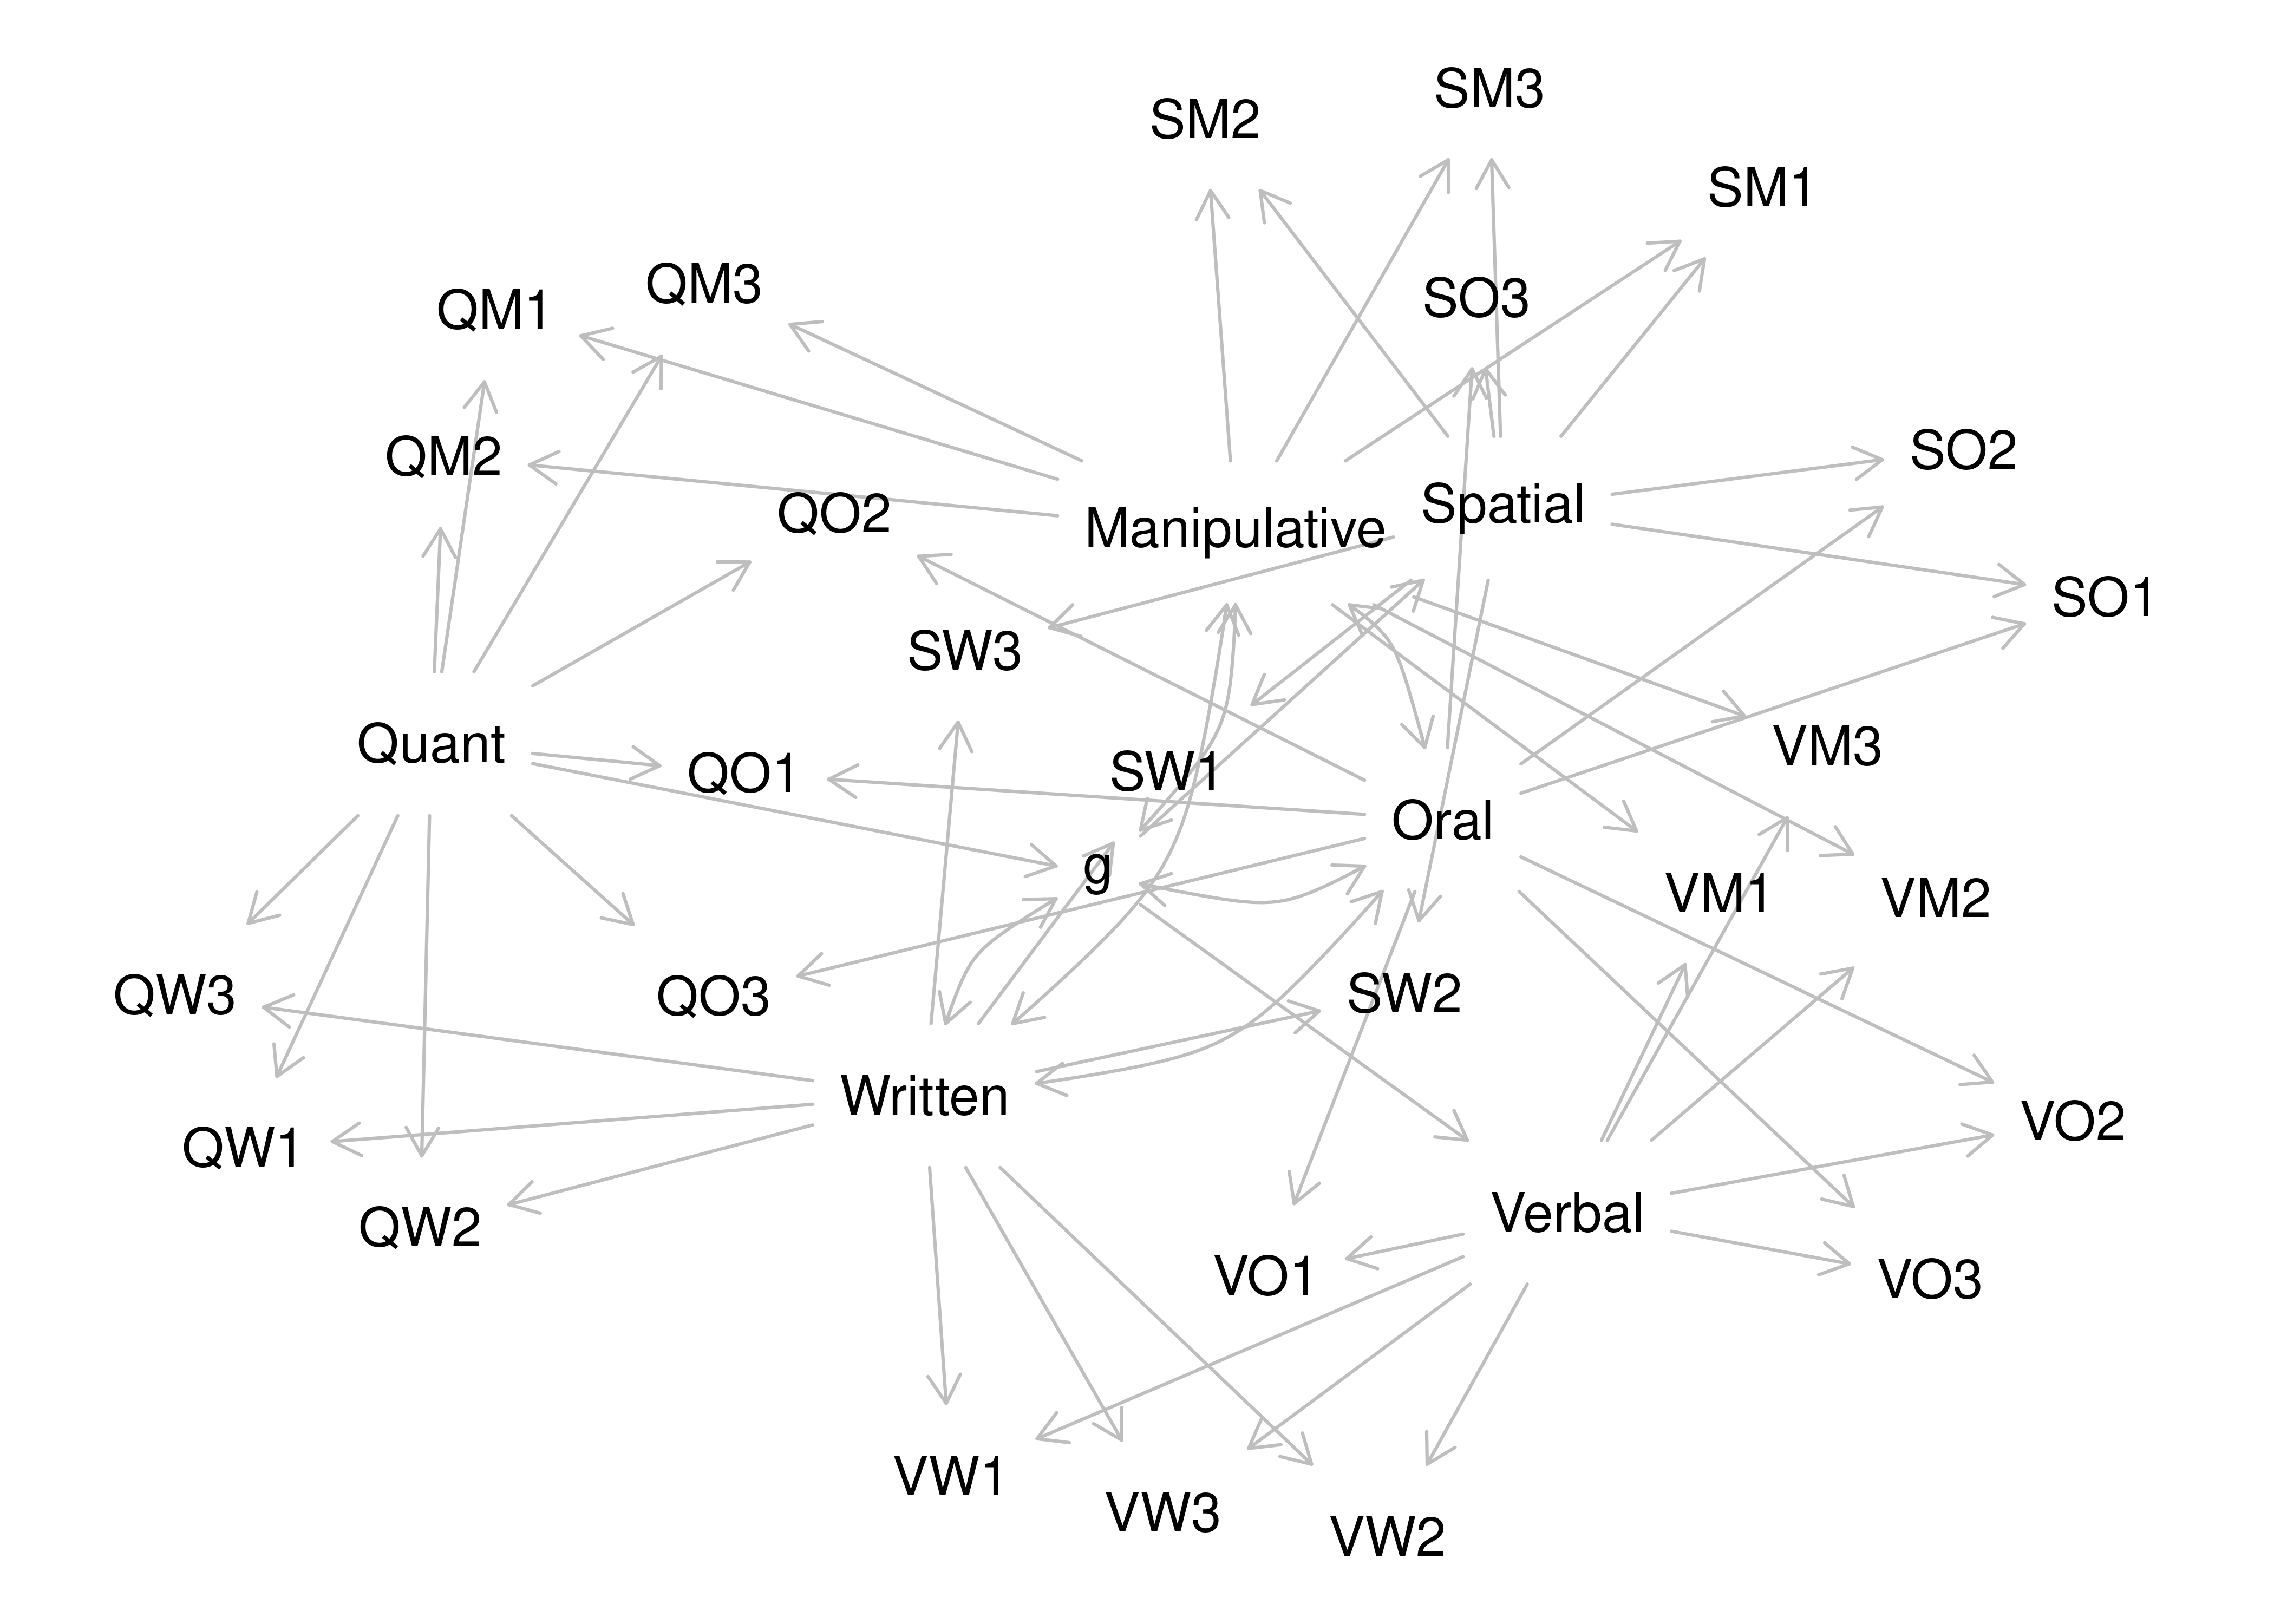 SM3
SM2
SM1
QM3
SO3
QM1
SO2
QM2
Spatial
QO2
Manipulative
SO1
SW3
Quant
VM3
QO1
SW1
Oral
g
VM1
VM2
SW2
QW3
QO3
Written
VO2
QW1
Verbal
QW2
VO1
VO3
VW1
VW3
VW2